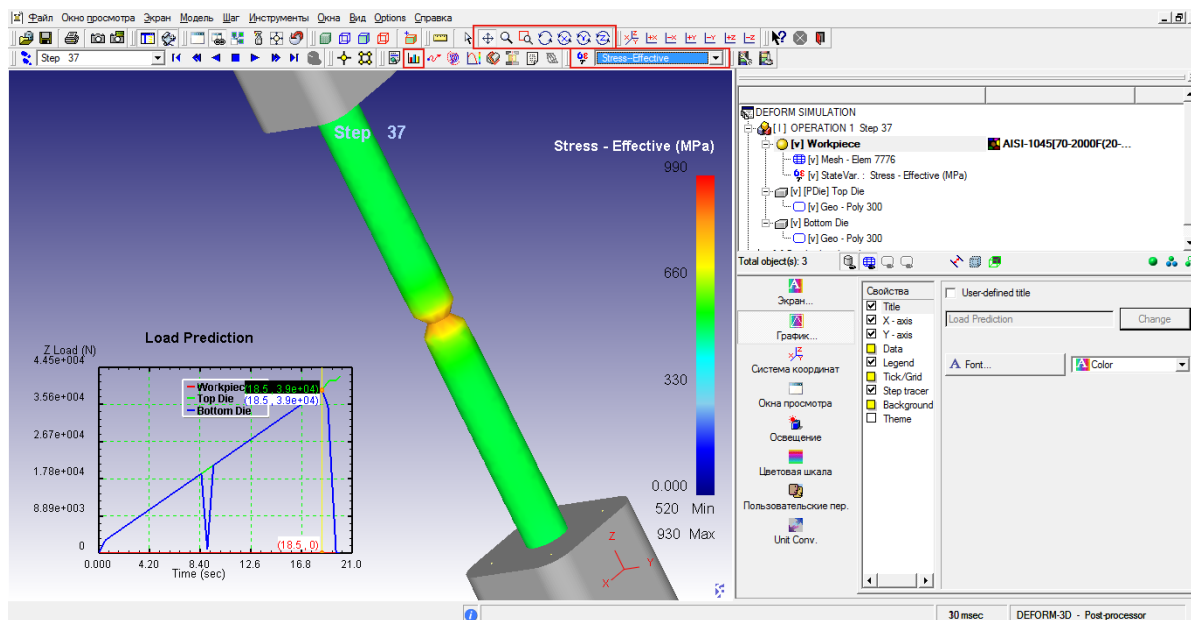 Файл Окно просмотра Экран Модель Шаг Инструменты Окна Вид Options Справка
Step 37
Stress-Effective
Step 37
Stress - Effective (MPa)
990
660
330
0.000
520 Min
930 Max
Z
Y
X
Load Prediction
Z Load (N)
4.45e+004
3.56e+004
2.67e+004
1.78e+004
8.89e+003
0
Workpiec
Top Die
Bottom Die
(18.5 , 3.9e+04)
(18.5 , 3.9e+04)
(18.5, 0)
0.000 4.20 8.40 12.6 16.8 21.0
Time (sec)
DEFORM SIMULATION
[I] OPERATION 1 Step 37
[v] Workpiece AISI-1045[70-2000F(20-...
[v] Mesh - Elem 7776
[v] StateVar. : Stress - Effective (MPa)
[v] [PDie] Top Die
[v] Geo - Poly 300
[v] Bottom Die
[v] Geo - Poly 300
Total object(s): 3
Экран...
График...
Система координат
Окна просмотра
Освещение
Цветовая шкала
Пользовательские пер.
Unit Conv.
Свойства
Title
X - axis
Y - axis
Data
Legend
Tick/Grid
Step tracer
Background
Theme
User-defined title
Load Prediction
Change
Font...
Color
30 msec
DEFORM-3D - Post-processor